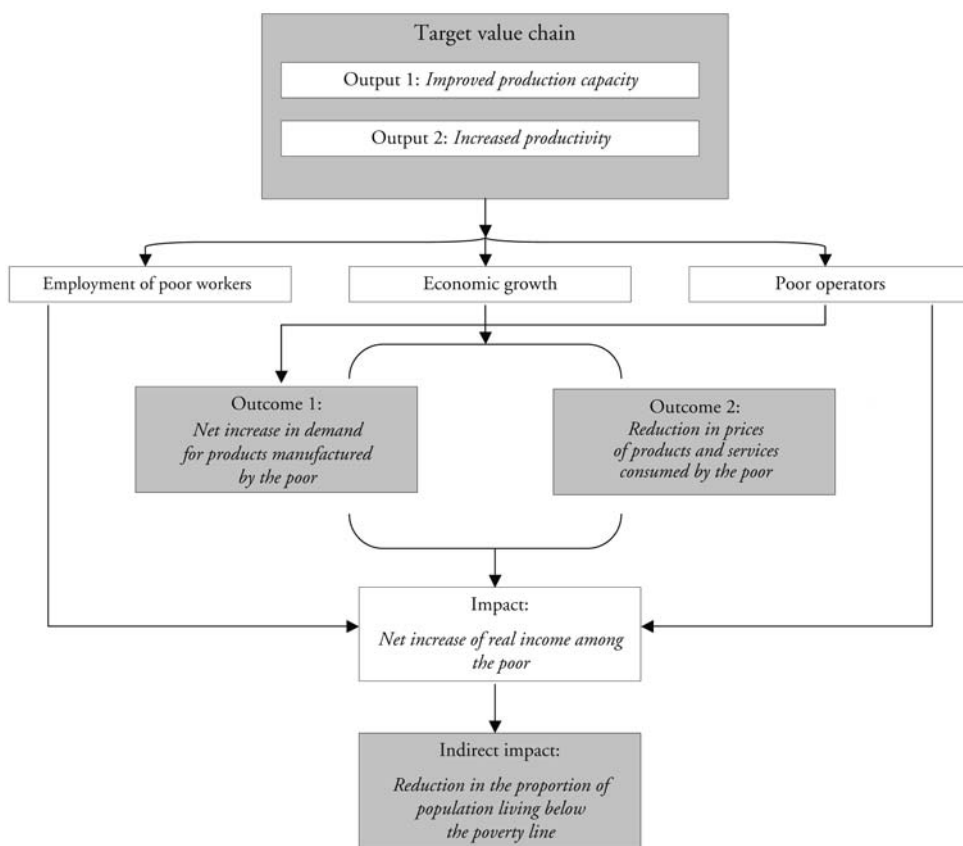 Target value chain
Output 1: Improved production capacity
Output 2: Increased productivity
Employment of poor workers
Economic growth
Poor operators
Outcome 1:
Net increase in demand
for products manufactured
by the poor
Outcome 2:
Reduction in prices
of products and services
consumed by the poor
Impact:
Net increase of real income among
the poor
Indirect impact:
Reduction in the proportion of
population living below
the poverty line